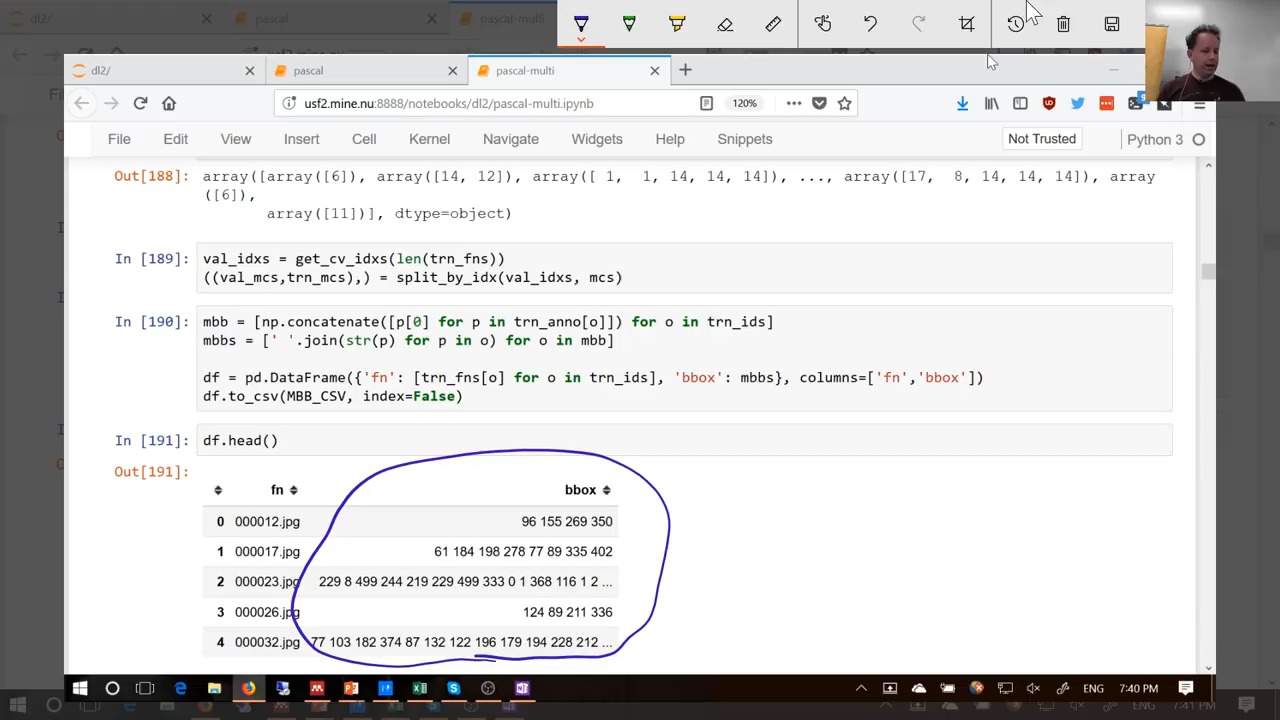 dl2/ pascal pascal-multi
dl2/ pascal pascal-multi
usf2.mine.nu:8888/notebooks/dl2/pascal-multi.ipynb 120%
File Edit View Insert Cell Kernel Navigate Widgets Help Snippets Not Trusted Python 3
Out[188]: array([array([6]), array([14, 12]), array([ 1, 1, 14, 14, 14]), ..., array([17, 8, 14, 14, 14]), array
([6]),
array([11])], dtype=object)
In [189]: val_idxs = get_cv_idxs(len(trn_fns))
((val_mcs,trn_mcs),) = split_by_idx(val_idxs, mcs)
In [190]: mbb = [np.concatenate([p[0] for p in trn_anno[o]]) for o in trn_ids]
mbbs = [' '.join(str(p) for p in o) for o in mbb]
df = pd.DataFrame({'fn': [trn_fns[o] for o in trn_ids], 'bbox': mbbs}, columns=['fn','bbox'])
df.to_csv(MBB_CSV, index=False)
In [191]: df.head()
Out[191]:
fn bbox
0 000012.jpg 96 155 269 350
1 000017.jpg 61 184 198 278 77 89 335 402
2 000023.jpg 229 8 499 244 219 229 499 333 0 1 368 116 1 2 ...
3 000026.jpg 124 89 211 336
4 000032.jpg 77 103 182 374 87 132 122 196 179 194 228 212 ...
ENG 7:40 PM
ENG 7:41 PM